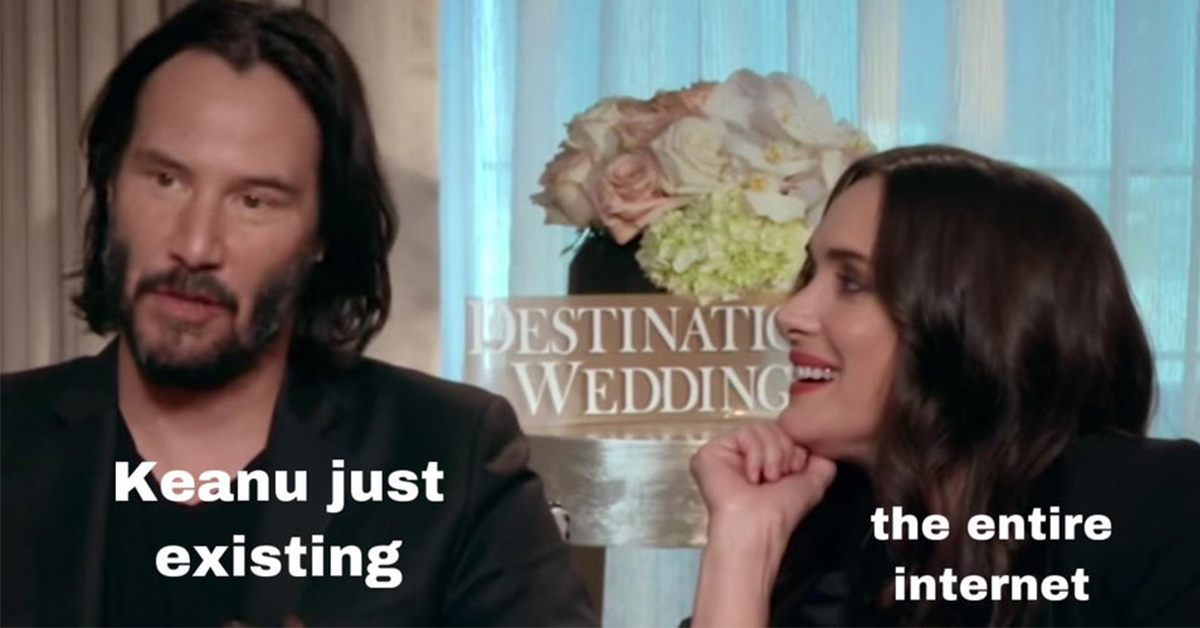 DESTINATIO
WEDDING
Keanu just
existing
the entire
internet